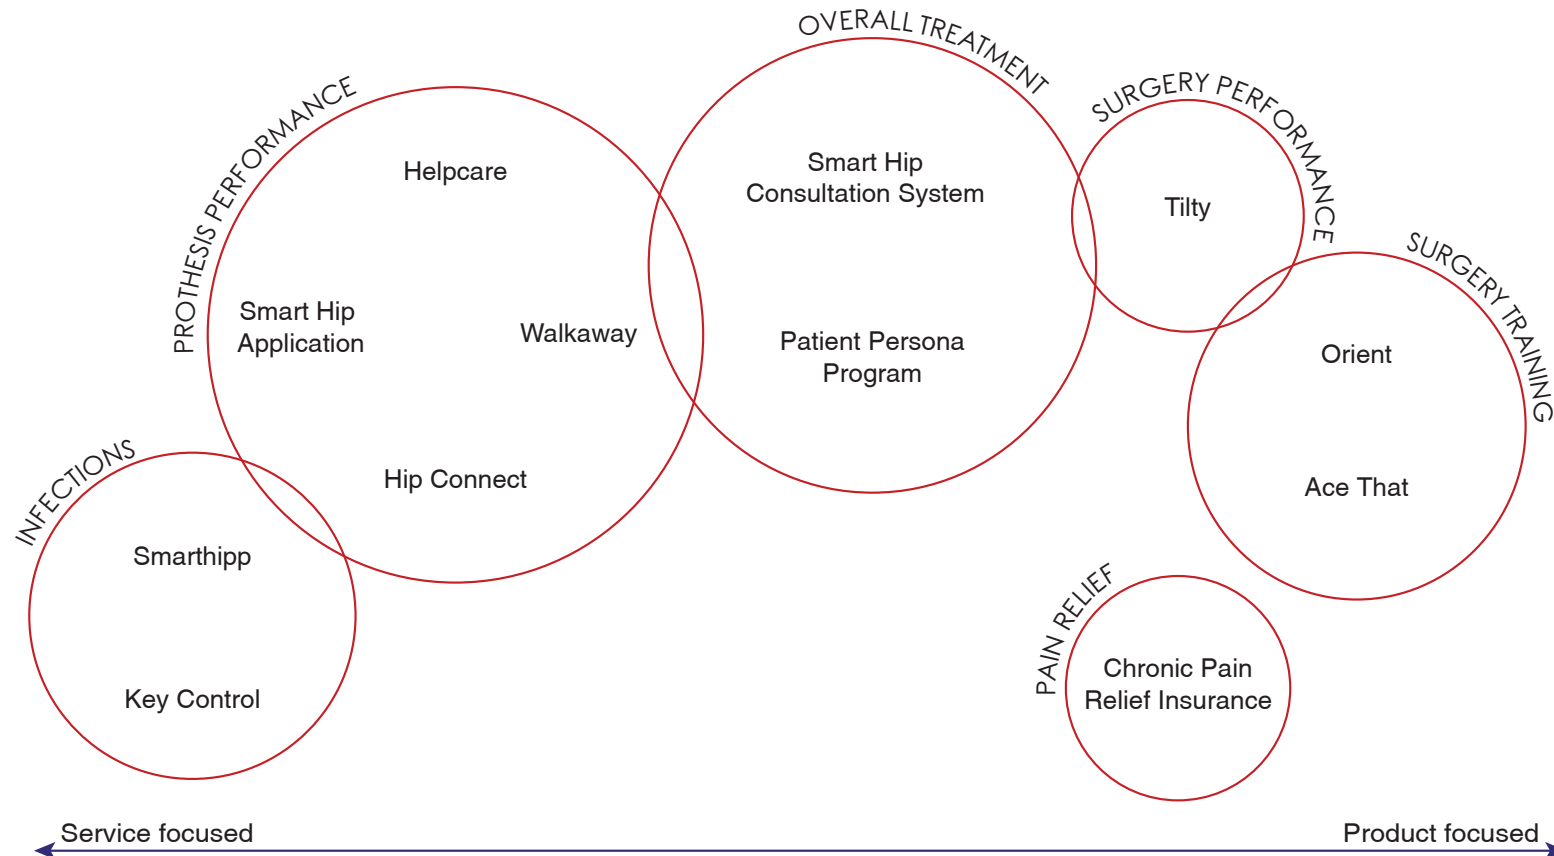 OVERALL TREATMENT
SURGERY PERFORMANCE
PROTHESIS PERFORMANCE
Helpcare
Smart Hip
Consultation System
Tilty
SURGERY TRAINING
Smart Hip
Application
Walkaway
Patient Persona
Program
Orient
INFECTIONS
Hip Connect
Ace That
Smarthipp
PAIN RELIEF
Key Control
Chronic Pain
Relief Insurance
Service focused
Product focused